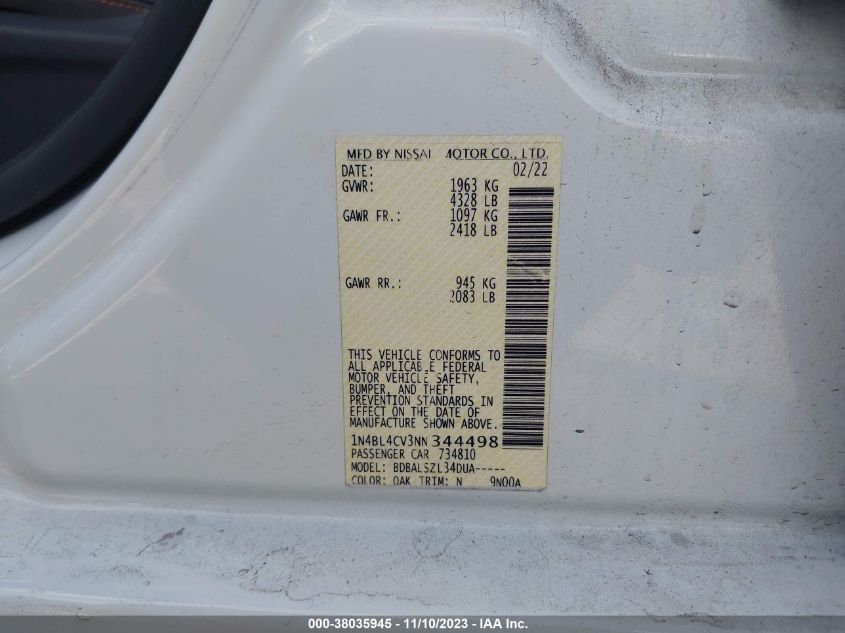 MFD BY NISSAN MOTOR CO., LTD.
DATE: 02/22
GVWR: 1963 KG
4328 LB
GAWR FR.: 1097 KG
2418 LB
GAWR RR.: 945 KG
2083 LB
THIS VEHICLE CONFORMS TO
ALL APPLICABLE FEDERAL
MOTOR VEHICLE SAFETY,
BUMPER, AND THEFT
PREVENTION STANDARDS IN
EFFECT ON THE DATE OF
MANUFACTURE SHOWN ABOVE.
1N4BL4CV3NN344498
PASSENGER CAR 734810
MODEL: BDBALSZL34DUA-----
COLOR: QAK TRIM: N 9N00A
000-38035945 - 11/10/2023 - IAA Inc.